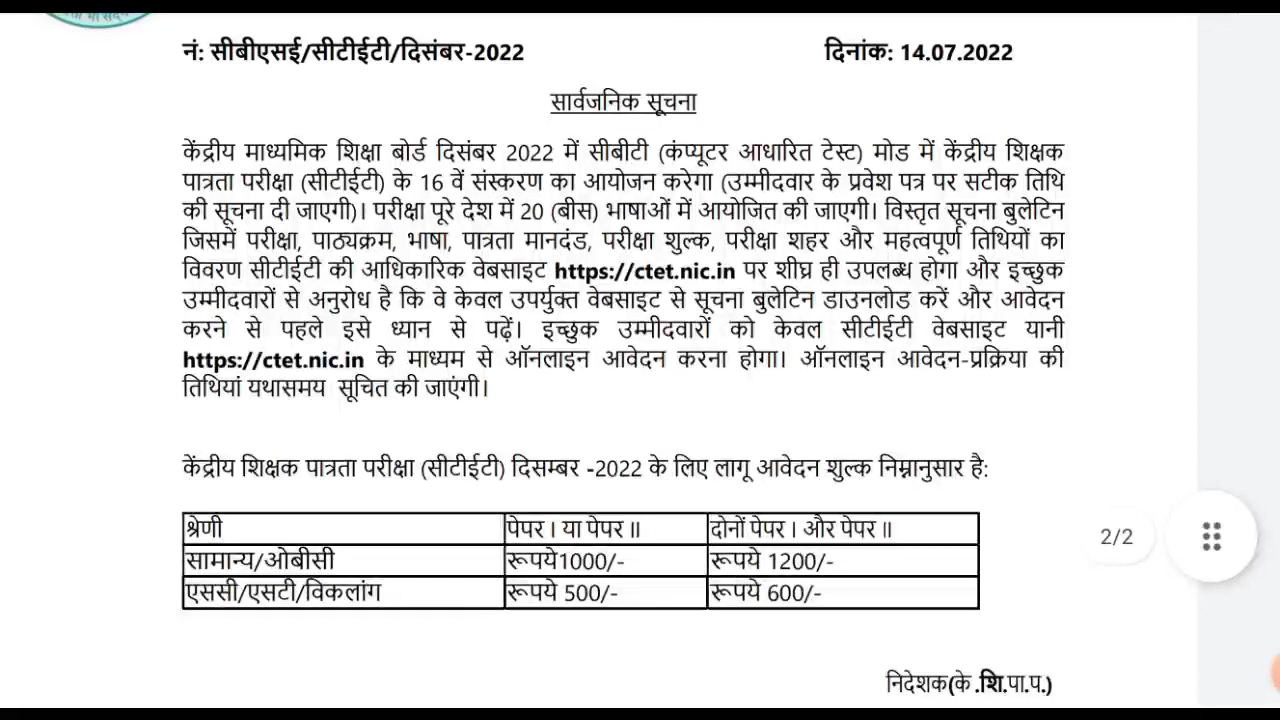 नं: सीबीएसई/सीटीईटी/दिसंबर-2022 दिनांक: 14.07.2022
सार्वजनिक सूचना
केंद्रीय माध्यमिक शिक्षा बोर्ड दिसंबर 2022 में सीबीटी (कंप्यूटर आधारित टेस्ट) मोड में केंद्रीय शिक्षक
पात्रता परीक्षा (सीटीईटी) के 16 वें संस्करण का आयोजन करेगा (उम्मीदवार के प्रवेश पत्र पर सटीक तिथि
की सूचना दी जाएगी)। परीक्षा पूरे देश में 20 (बीस) भाषाओं में आयोजित की जाएगी। विस्तृत सूचना बुलेटिन
जिसमें परीक्षा, पाठ्यक्रम, भाषा, पात्रता मानदंड, परीक्षा शुल्क, परीक्षा शहर और महत्वपूर्ण तिथियों का
विवरण सीटीईटी की आधिकारिक वेबसाइट https://ctet.nic.in पर शीघ्र ही उपलब्ध होगा और इच्छुक
उम्मीदवारों से अनुरोध है कि वे केवल उपर्युक्त वेबसाइट से सूचना बुलेटिन डाउनलोड करें और आवेदन
करने से पहले इसे ध्यान से पढ़ें। इच्छुक उम्मीदवारों को केवल सीटीईटी वेबसाइट यानी
https://ctet.nic.in के माध्यम से ऑनलाइन आवेदन करना होगा। ऑनलाइन आवेदन-प्रक्रिया की
तिथियां यथासमय सूचित की जाएंगी।
केंद्रीय शिक्षक पात्रता परीक्षा (सीटीईटी) दिसम्बर -2022 के लिए लागू आवेदन शुल्क निम्नानुसार है:
श्रेणी पेपर । या पेपर ॥ दोनों पेपर । और पेपर ॥
सामान्य/ओबीसी रूपये1000/- रूपये 1200/-
एससी/एसटी/विकलांग रूपये 500/- रूपये 600/-
2/2
निदेशक(के .शि.पा.प.)